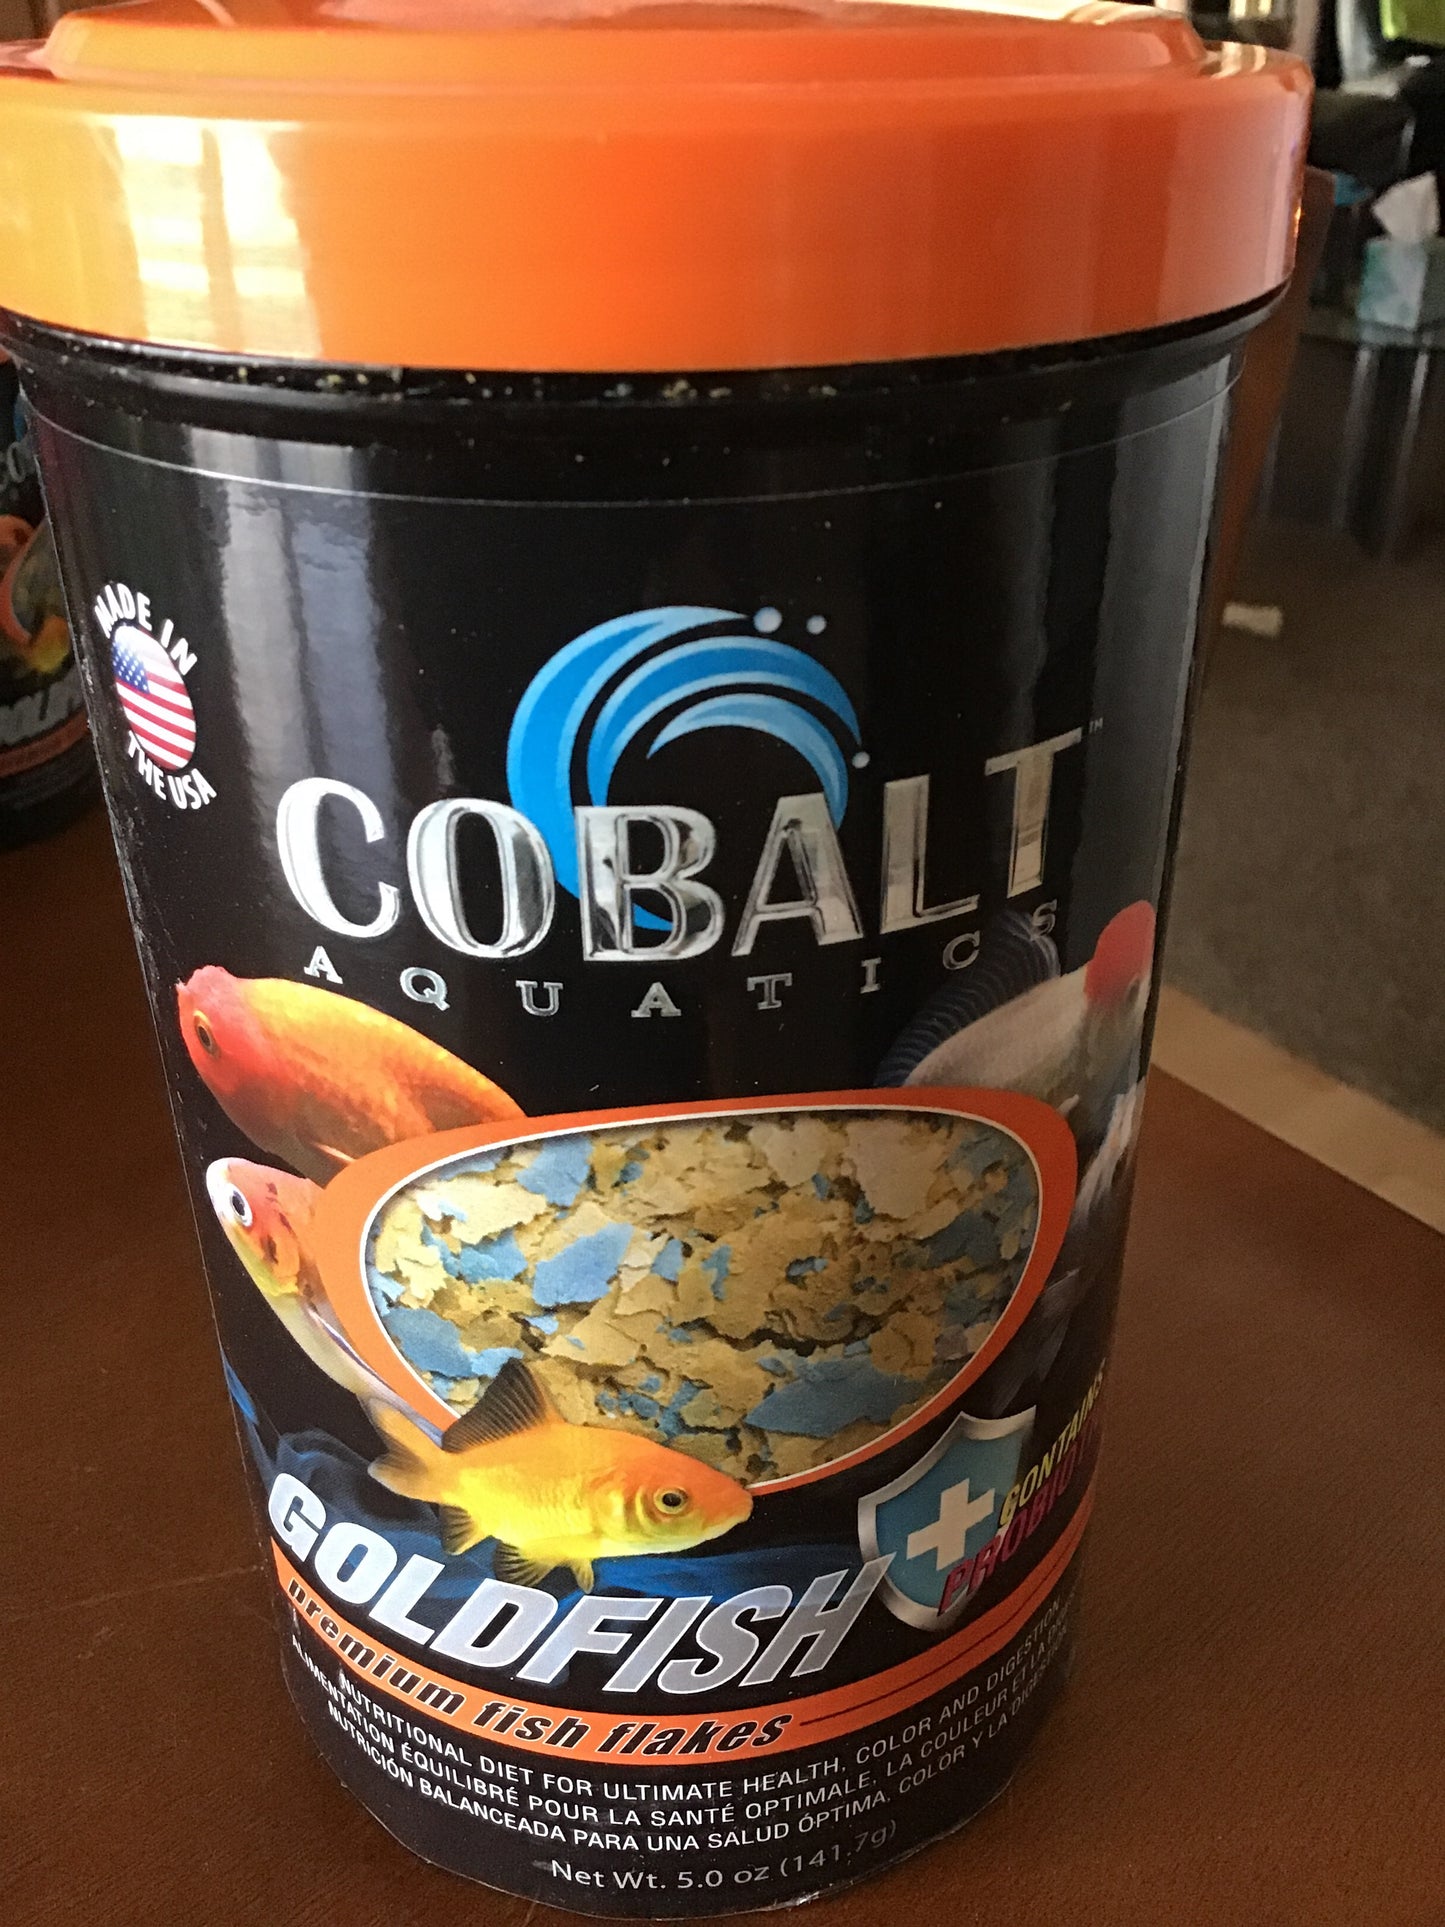 MADE IN
THE USA
COBALT™
AQUATICS
CONTAINS
GOLDFISH
premium fish flakes
NUTRITIONAL DIET FOR ULTIMATE HEALTH, COLOR AND DIGESTION
ALIMENTATION ÉQUILIBRÉ POUR LA SANTÉ OPTIMALE, LA COULEUR ET LA
NUTRICIÓN BALANCEADA PARA UNA SALUD ÓPTIMA, COLOR Y LA
Net Wt. 5.0 oz (141.7g)